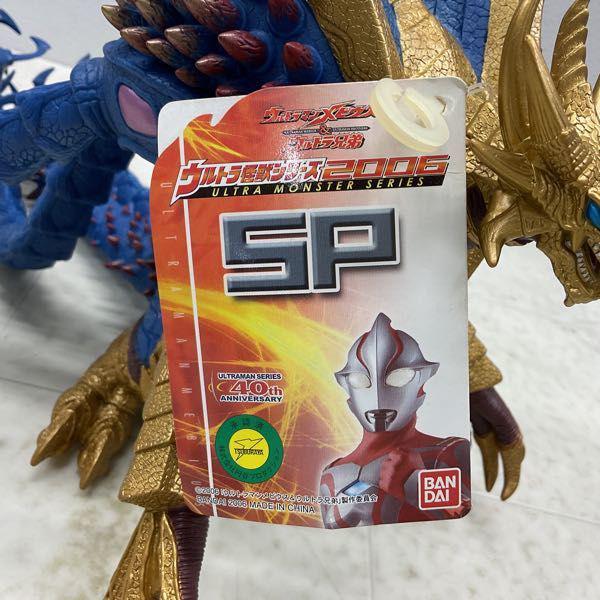 ウルトラマンメビウス
&
ウルトラ兄弟
ウルトラ怪獣シリーズ2006
ULTRA MONSTER SERIES
SP
ULTRAMAN SERIES
40th
ANNIVERSARY
TSUBURAYA
©2006「ウルトラマンメビウス&ウルトラ兄弟」製作委員会
BANDAI 2006 MADE IN CHINA
BAN
DAI